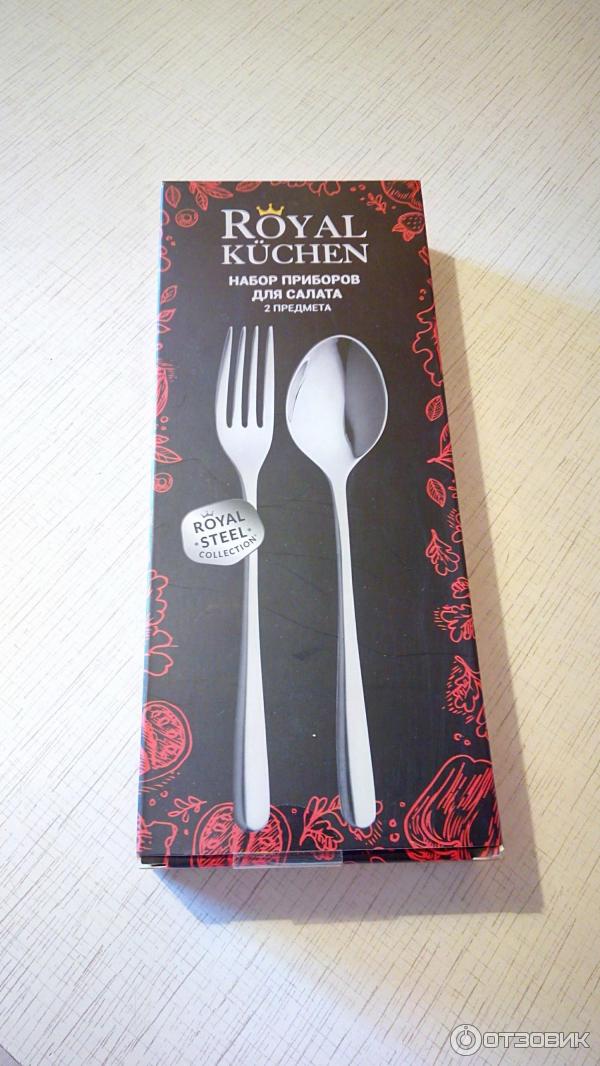 ROYAL
KÜCHEN
НАБОР ПРИБОРОВ
ДЛЯ САЛАТА
2 ПРЕДМЕТА
ROYAL
•STEEL•
COLLECTION
ОТЗОВИК